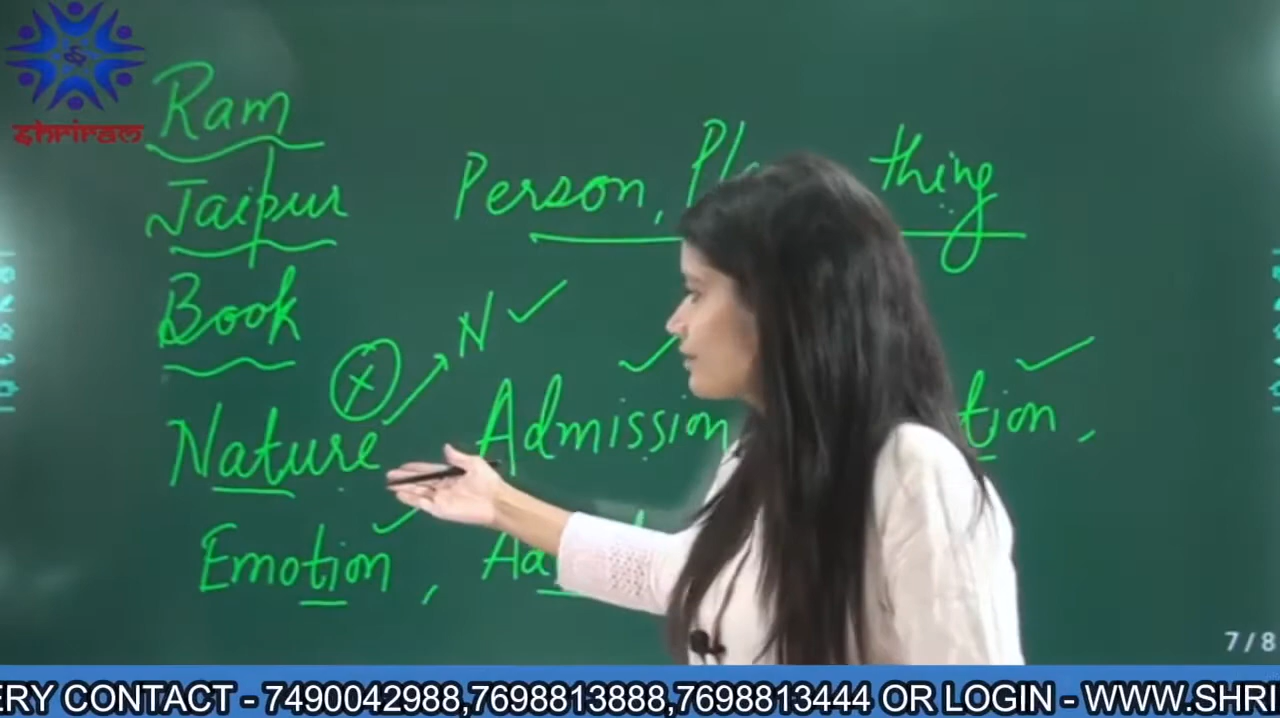 Shriram
Ram
Jaipur
Person, thing
Book
N
Nature
Admission
tion,
Emotion,
7/8
ERY CONTACT - 7490042988,7698813888,7698813444 OR LOGIN - WWW.SHRI